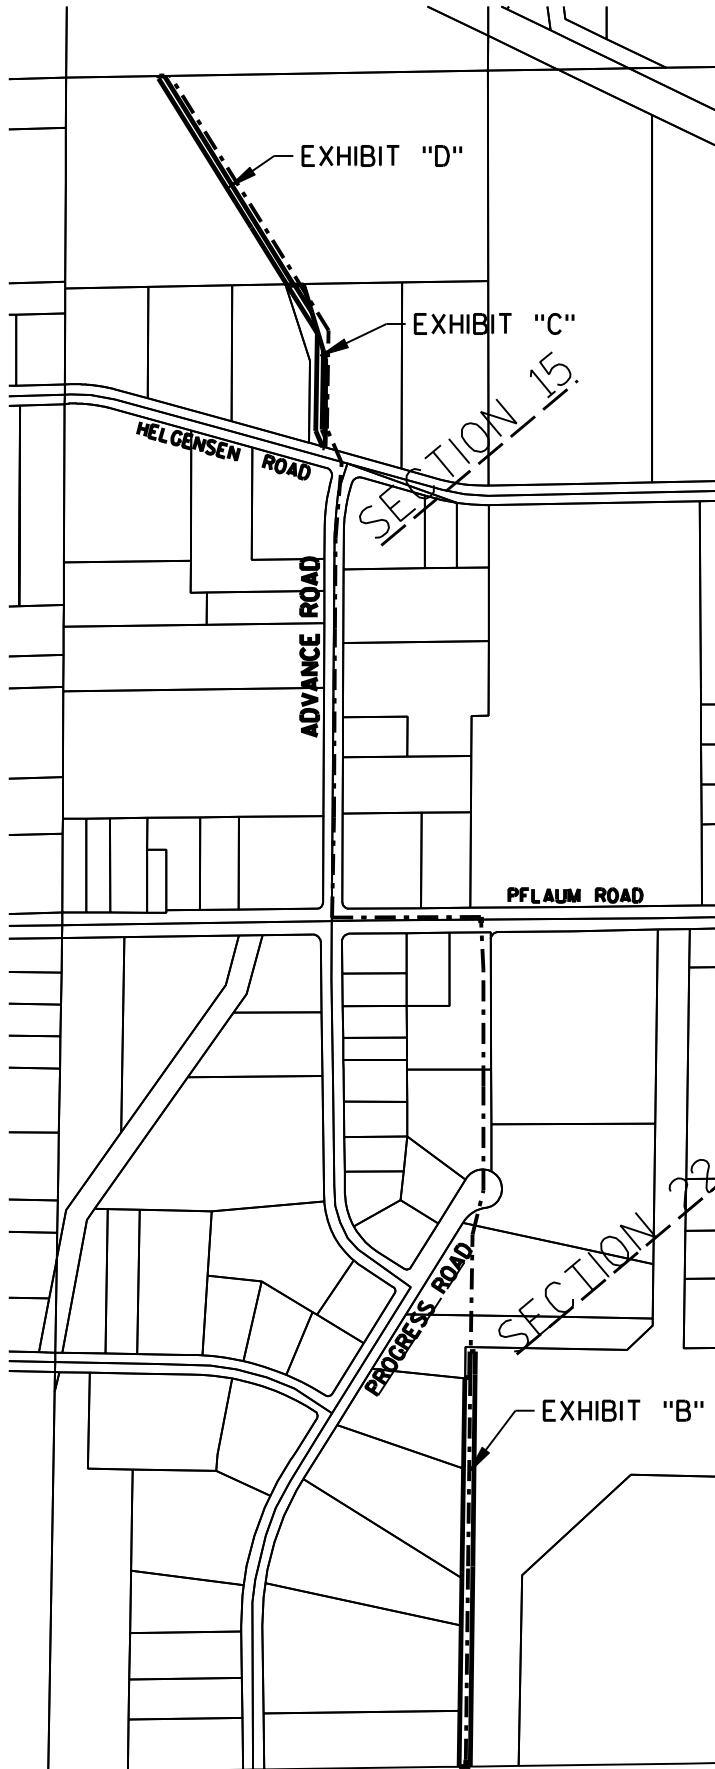 EXHIBIT "D"
EXHIBIT "C"
SECTION 15
HELGENSEN ROAD
ADVANCE ROAD
PFLAUM ROAD
SECTION 22
PROGRESS ROAD
EXHIBIT "B"